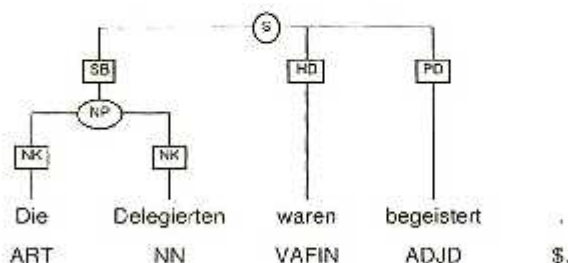 S
SB HD PD
NP
NK NK
Die Delegierten waren begeistert .
ART NN VAFIN ADJD $.